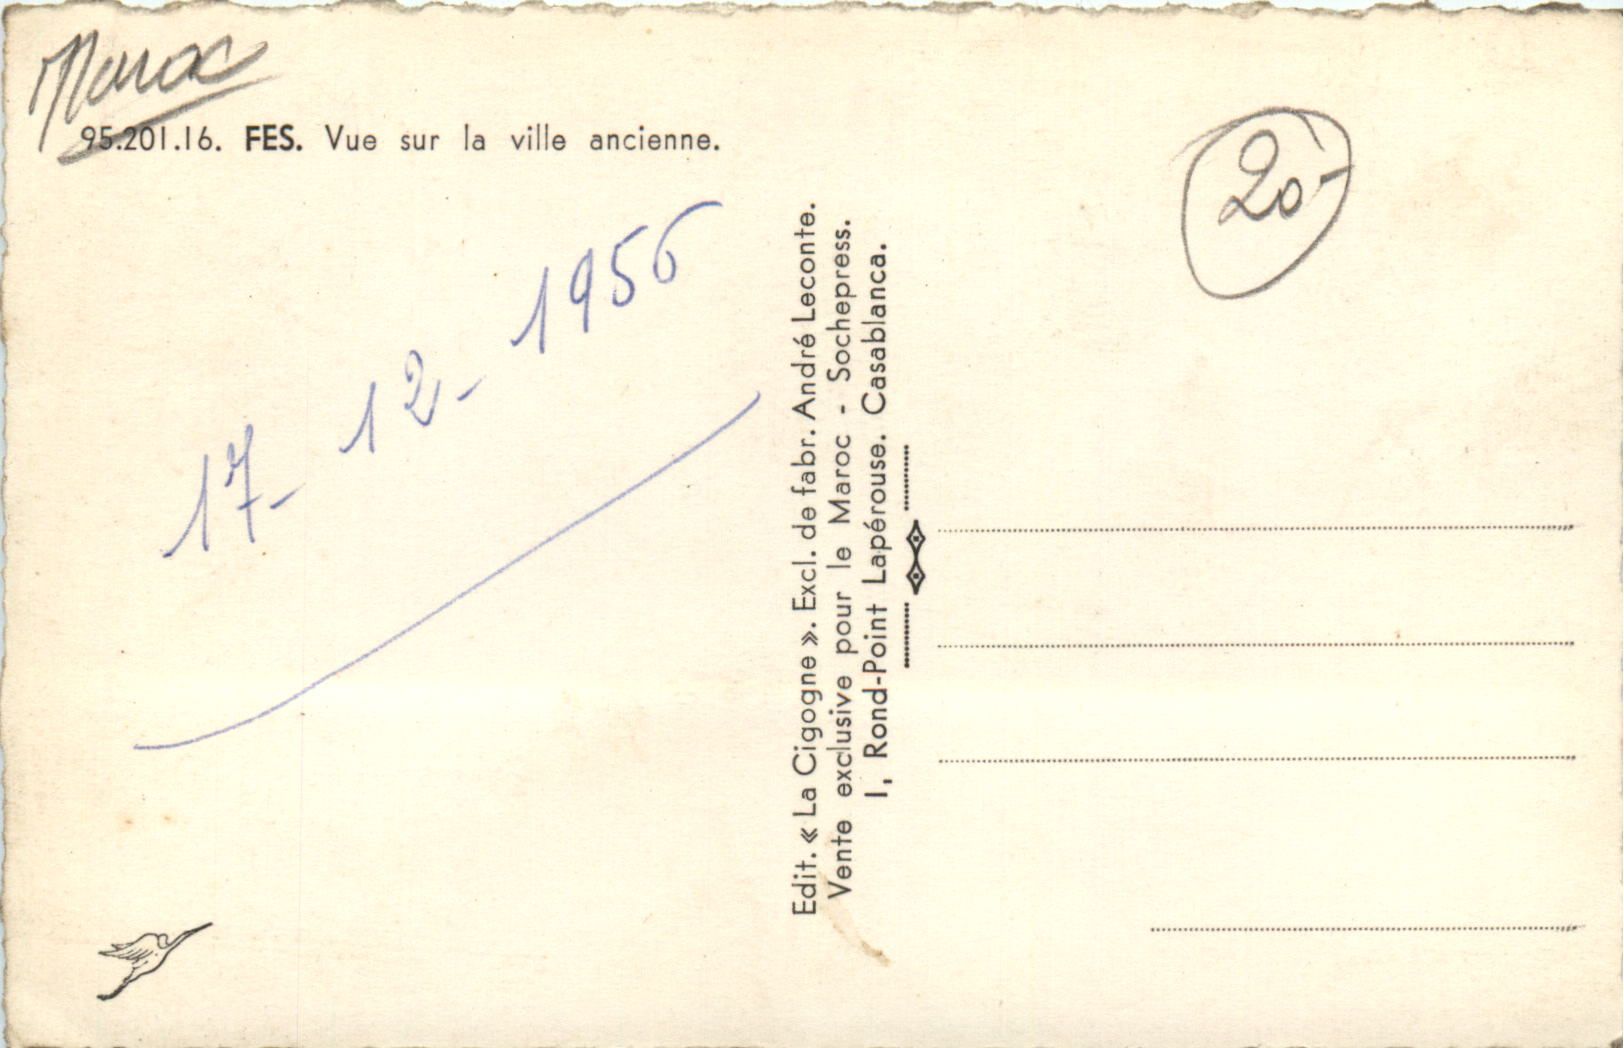 Maroc
95.201.16. FES. Vue sur la ville ancienne.
20.-
17-12-1956
Edit. « La Cigogne ». Excl. de fabr. André Leconte.
Vente exclusive pour le Maroc - Sochepress.
1, Rond-Point Lapérouse. Casablanca.